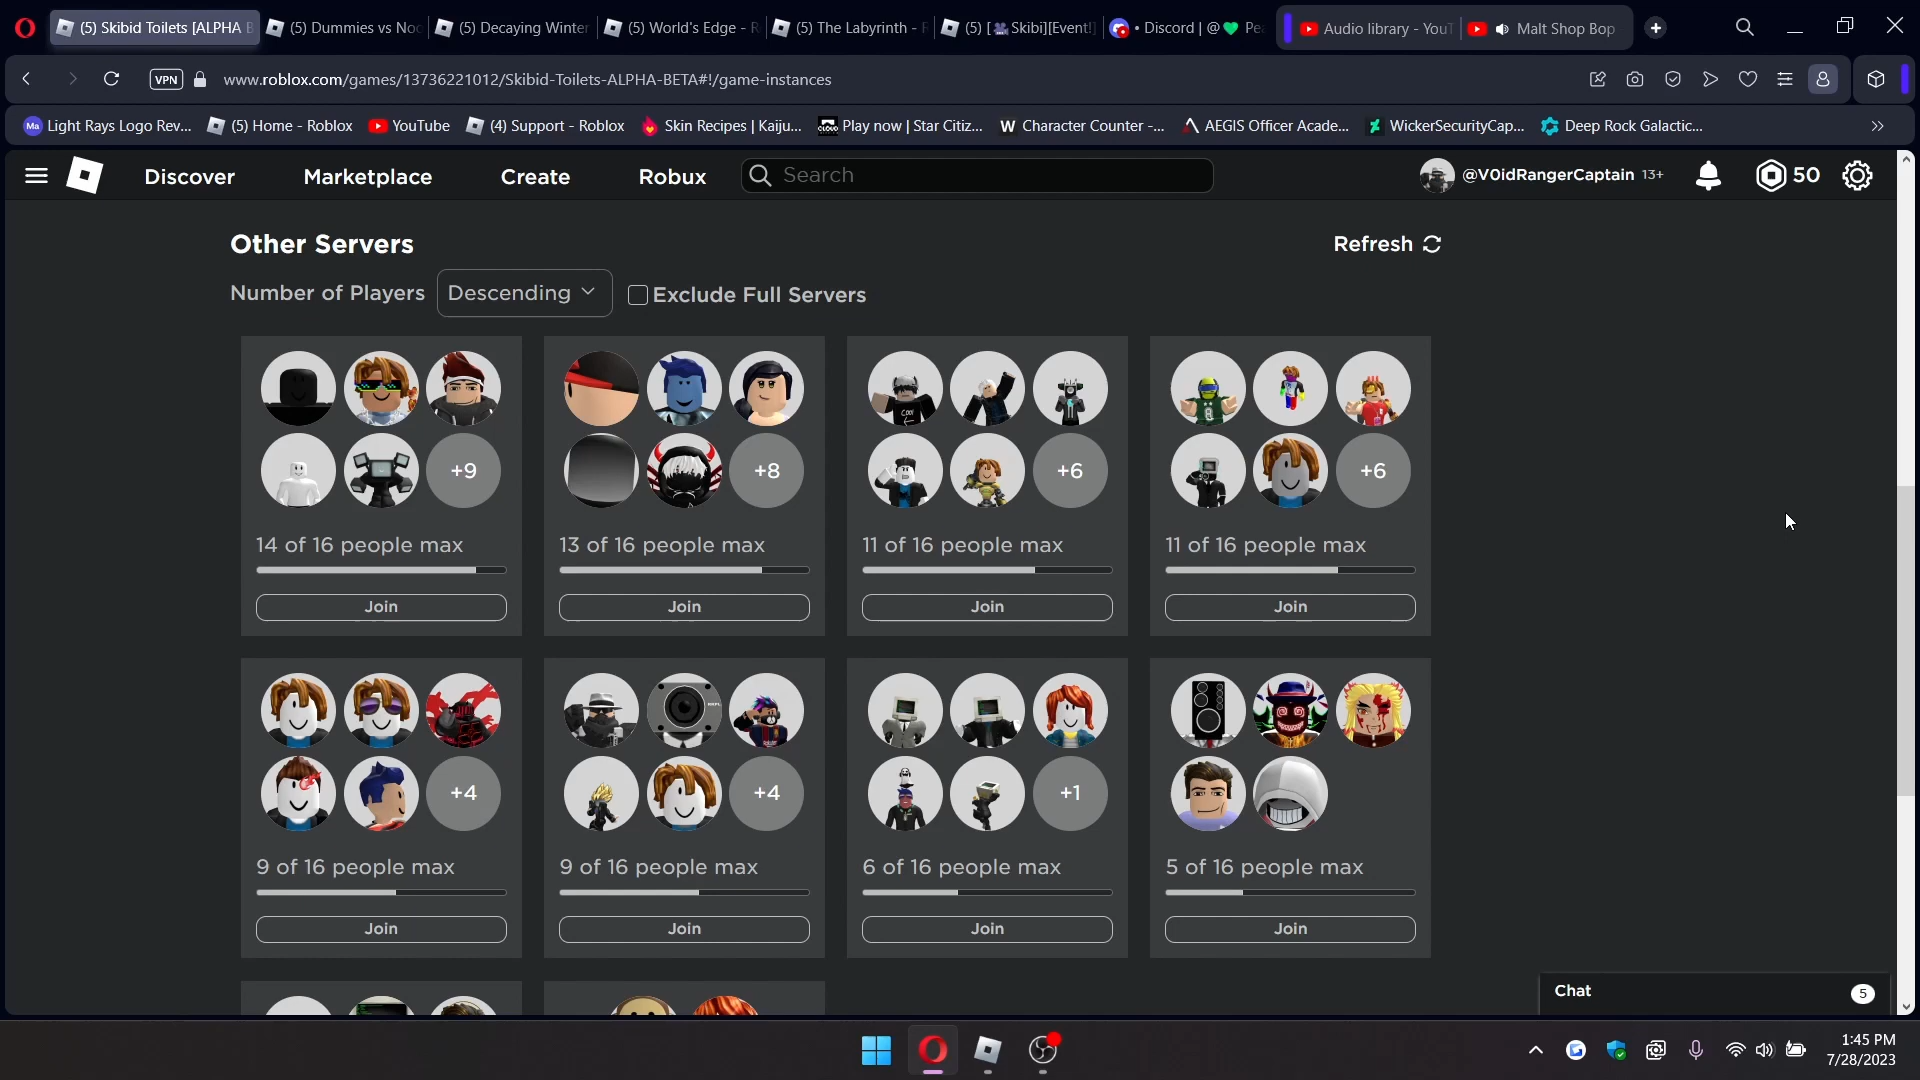 (5) Skibid Toilets [ALPHA B
(5) Dummies vs Noo
(5) Decaying Winter
(5) World's Edge - R
(5) The Labyrinth - R
(5) [Skibi][Event!]
• Discord | @ Pe
Audio library - YouT
Malt Shop Bop
VPN
www.roblox.com/games/13736221012/Skibid-Toilets-ALPHA-BETA#!/game-instances
Ma
Light Rays Logo Rev...
(5) Home - Roblox
YouTube
(4) Support - Roblox
Skin Recipes | Kaiju...
Play now | Star Citiz...
W Character Counter -...
AEGIS Officer Acade...
WickerSecurityCap...
Deep Rock Galactic...
Discover
Marketplace
Create
Robux
Search
@V0idRangerCaptain 13+
50
Other Servers
Refresh
Number of Players
Descending
Exclude Full Servers
+9
+8
+6
+6
14 of 16 people max
13 of 16 people max
11 of 16 people max
11 of 16 people max
Join
Join
Join
Join
+4
+4
+1
9 of 16 people max
9 of 16 people max
6 of 16 people max
5 of 16 people max
Join
Join
Join
Join
Chat
5
1:45 PM
7/28/2023